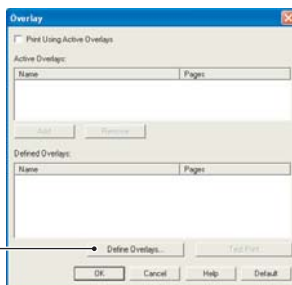 Overlay
Print Using Active Overlays
Active Overlays:
Name Pages
Add Remove
Defined Overlays:
Name Pages
Define Overlays... Test Print
OK Cancel Help Default